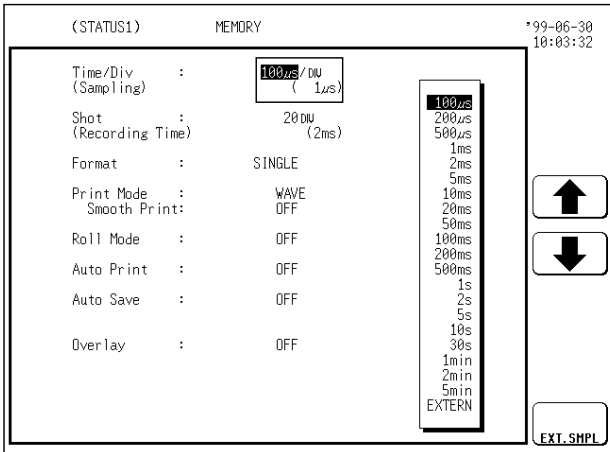 (STATUS1) MEMORY '99-06-30
10:03:32
Time/Div : 100μs/DIV
(Sampling) ( 1μs)
Shot : 20DIV
(Recording Time) (2ms)
Format : SINGLE
Print Mode : WAVE
Smooth Print: OFF
Roll Mode : OFF
Auto Print : OFF
Auto Save : OFF
Overlay : OFF
100μs
200μs
500μs
1ms
2ms
5ms
10ms
20ms
50ms
100ms
200ms
500ms
1s
2s
5s
10s
30s
1min
2min
5min
EXTERN
EXT.SMPL